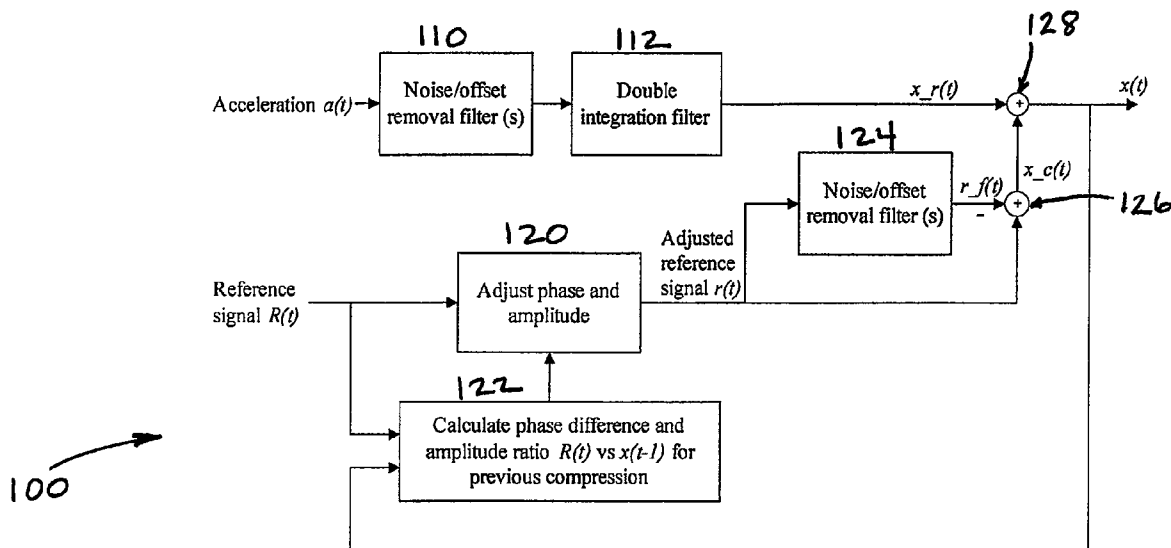 128
110
112
Noise/offset
removal filter (s)
Double
integration filter
Acceleration a(t)
x_r(t)
+
x(t)
124
x_c(t)
Noise/offset
removal filter (s)
r_f(t)
-
+
126
120
Adjusted
reference
signal r(t)
Adjust phase and
amplitude
Reference
signal R(t)
122
Calculate phase difference and
amplitude ratio R(t) vs x(t-1) for
previous compression
100